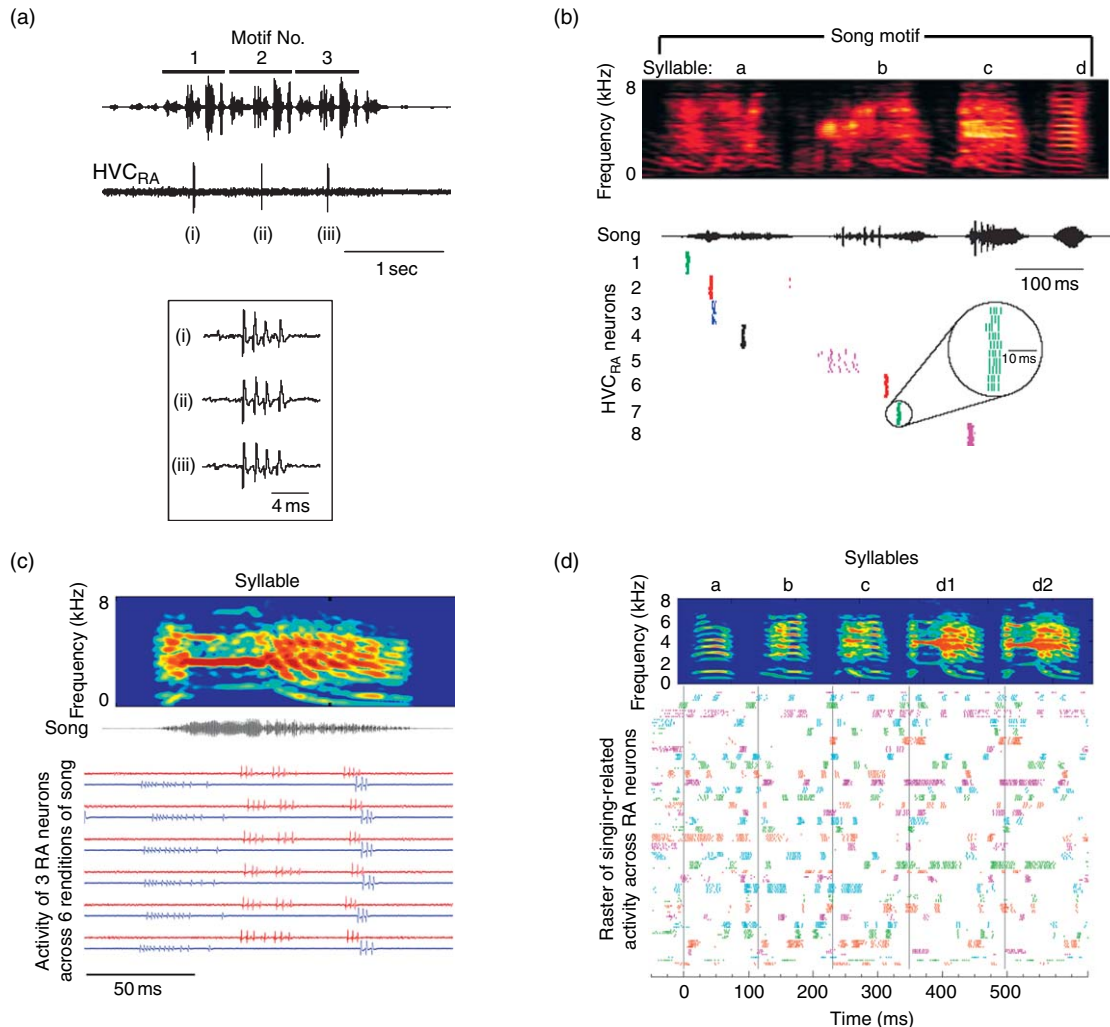 (a)
Motif No.
1 2 3
HVCRA
(i) (ii) (iii)
1 sec
(i)
(ii)
(iii)
4 ms
(b)
Song motif
Syllable: a b c d
Frequency (kHz)
8
0
Song
HVCRA neurons
1
2
3
4
5
6
7
8
100 ms
10 ms
(c)
Syllable
Frequency (kHz)
8
0
Song
Activity of 3 RA neurons
across 6 renditions of song
50 ms
(d)
Syllables
a b c d1 d2
Frequency (kHz)
8
6
4
2
0
Raster of singing-related
activity across RA neurons
0 100 200 300 400 500
Time (ms)